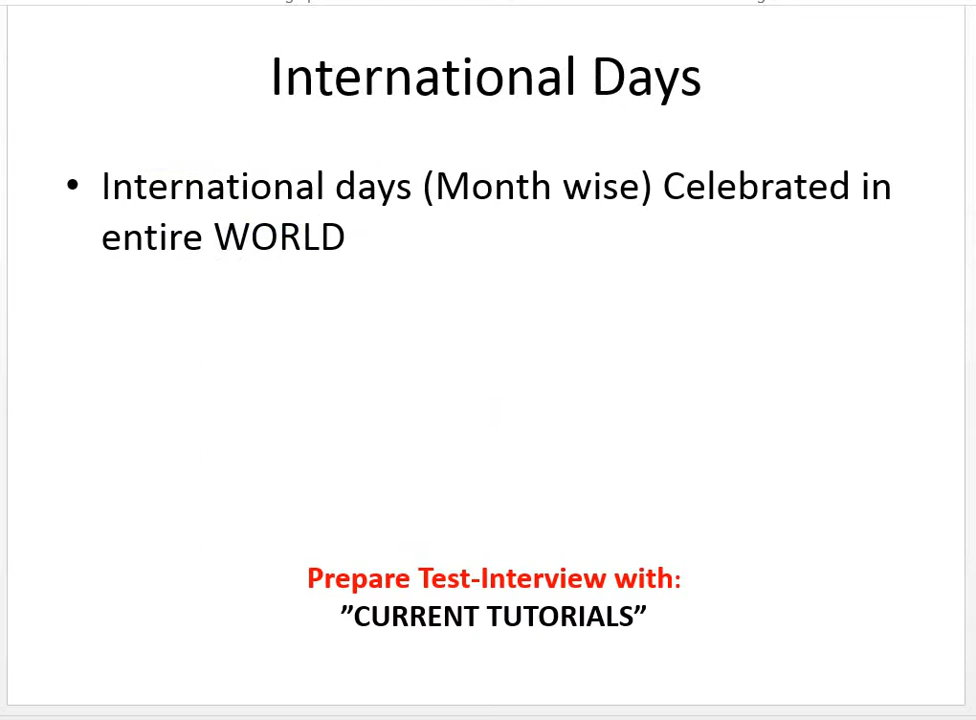 International Days
• International days (Month wise) Celebrated in
entire WORLD
Prepare Test-Interview with:
”CURRENT TUTORIALS”